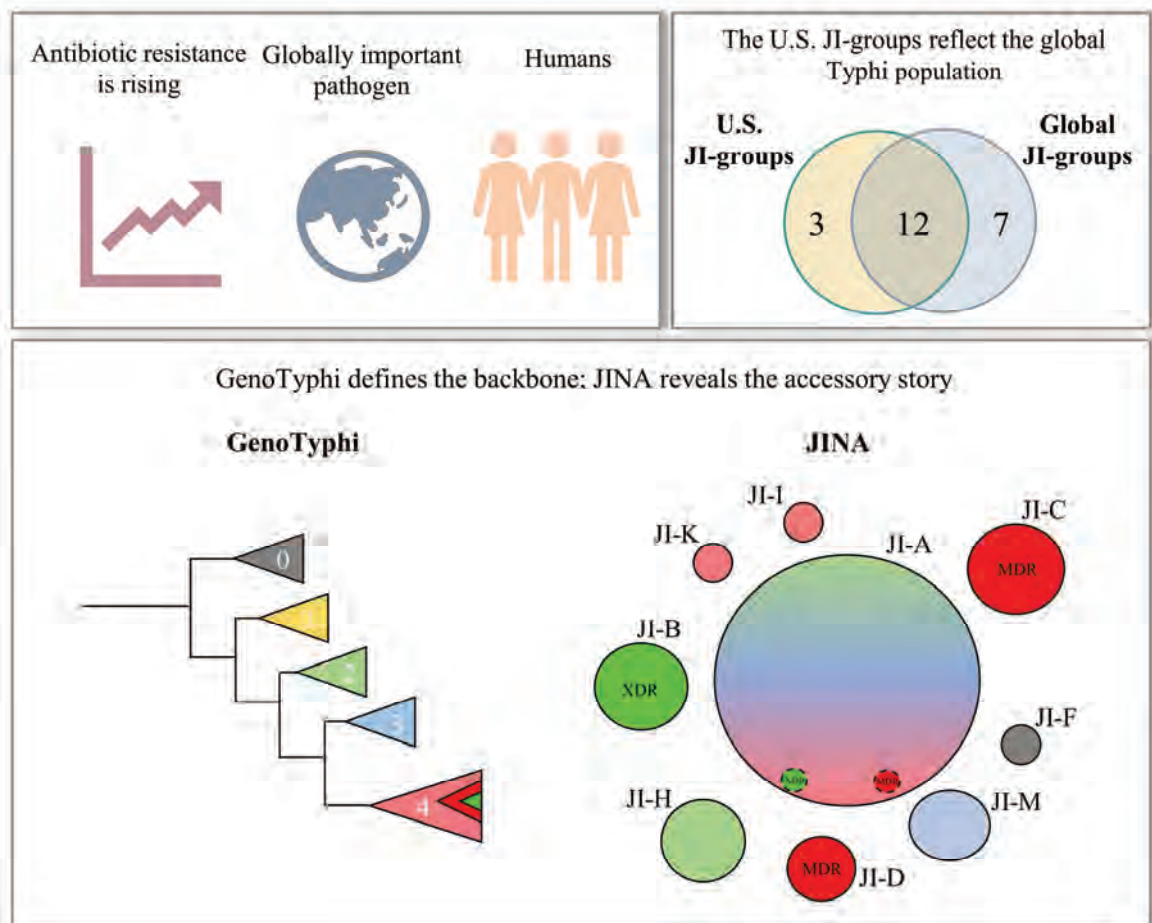 Antibiotic resistance
is rising
Globally important
pathogen
Humans
The U.S. JI-groups reflect the global
Typhi population
U.S.
JI-groups
Global
JI-groups
3
12
7
GenoTyphi defines the backbone: JINA reveals the accessory story
GenoTyphi
0
1
2
3
4
JINA
JI-I
JI-C
JI-K
JI-A
MDR
JI-B
XDR
JI-F
XDR
MDR
JI-H
JI-M
MDR
JI-D